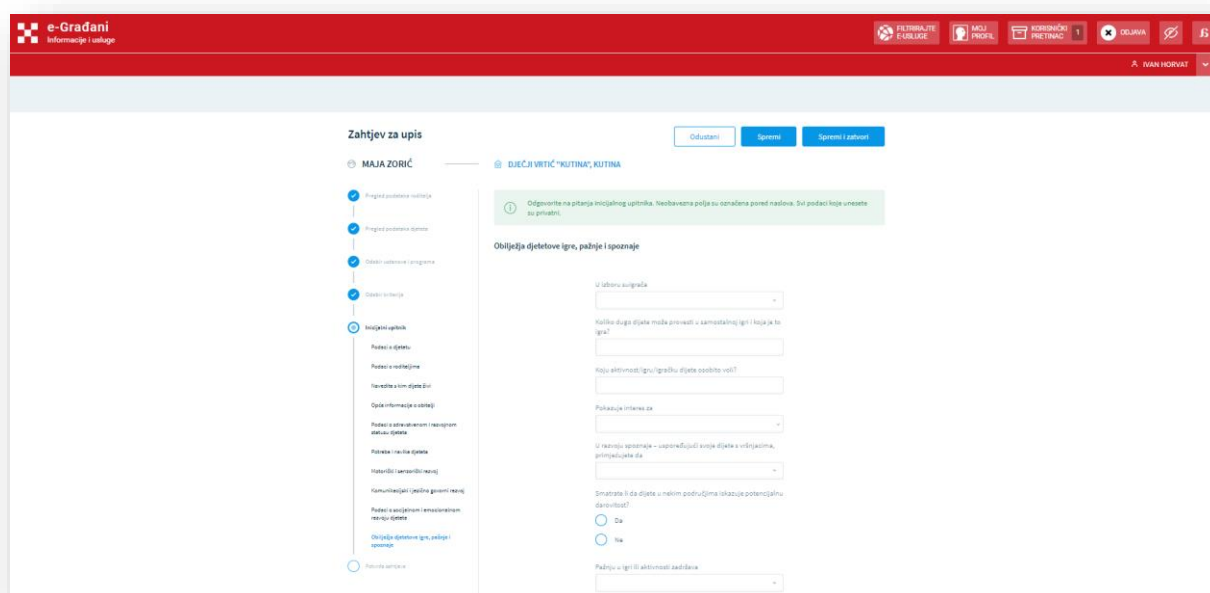 e-Građani
Informacije i usluge
FILTRIRAJTE
E-USLUGE
MOJ
PROFIL
KORISNIČKI
PRETINAC
1
ODJAVA
IVAN HORVAT
Zahtjev za upis
Odustani
Spremi
Spremi i zatvori
MAJA ZORIĆ
DJEČJI VRTIĆ "KUTINA", KUTINA
Pregled podataka roditelja
Pregled podataka djeteta
Odabir ustanove i programa
Odabir kriterija
Inicijalni upitnik
Podaci o djetetu
Podaci o roditeljima
Navedite s kim dijete živi
Opće informacije o obitelji
Podaci o zdravstvenom i razvojnom
statusu djeteta
Potrebe i navike djeteta
Motorički i senzorički razvoj
Komunikacijski i jezično govorni razvoj
Podaci o socijalnom i emocionalnom
razvoju djeteta
Obilježja djetetove igre, pažnje i
spoznaje
Potvrda zahtjeva
Odgovorite na pitanja inicijalnog upitnika. Neobavezna polja su označena pored naslova. Svi podaci koje unesete
su privatni.
Obilježja djetetove igre, pažnje i spoznaje
U izboru suigrača
Koliko dugo dijete može provesti u samostalnoj igri i koja je to
igra?
Koju aktivnost/igru/igračku dijete osobito voli?
Pokazuje interes za
U razvoju spoznaje – uspoređujući svoje dijete s vršnjacima,
primjećujete da
Smatrate li da dijete u nekim područjima iskazuje potencijalnu
darovitost?
Da
Ne
Pažnju u igri ili aktivnosti zadržava